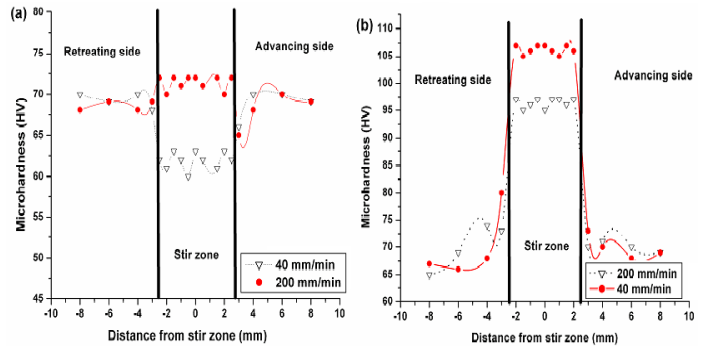 (a)
80
75
70
65
60
55
50
45
Microhardness (HV)
Retreating side
Advancing side
Stir zone
40 mm/min
200 mm/min
-10 -8 -6 -4 -2 0 2 4 6 8 10
Distance from stir zone (mm)
(b)
110
105
100
95
90
85
80
75
70
65
60
Microhardness (HV)
Retreating side
Advancing side
Stir zone
200 mm/min
40 mm/min
-10 -8 -6 -4 -2 0 2 4 6 8 10
Distance from stir zone (mm)